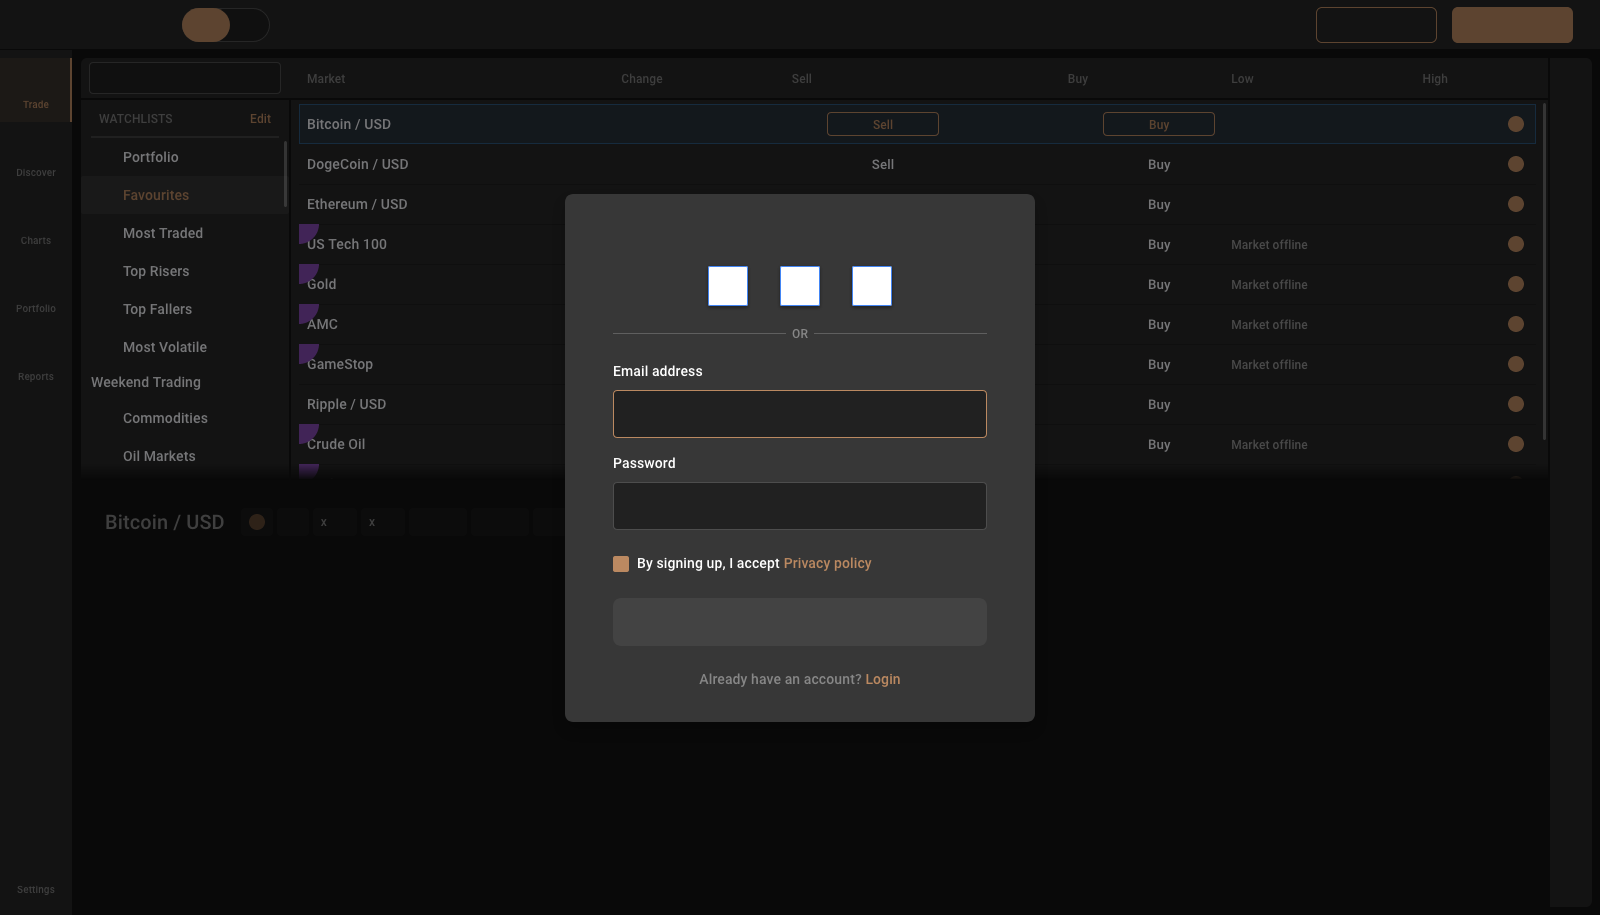 Market Change Sell Buy Low High
Trade
WATCHLISTS Edit
Bitcoin / USD Sell Buy
Portfolio
DogeCoin / USD Sell Buy
Discover
Favourites
Ethereum / USD Buy
Most Traded
US Tech 100 Buy Market offline
Charts
Top Risers
Gold Buy Market offline
Top Fallers
Portfolio
AMC Buy Market offline
Most Volatile
GameStop Buy Market offline
Reports
Weekend Trading
Ripple / USD Buy
Commodities
Crude Oil Buy Market offline
Oil Markets
Bitcoin / USD x x
Settings
OR
Email address
Password
By signing up, I accept Privacy policy
Already have an account? Login